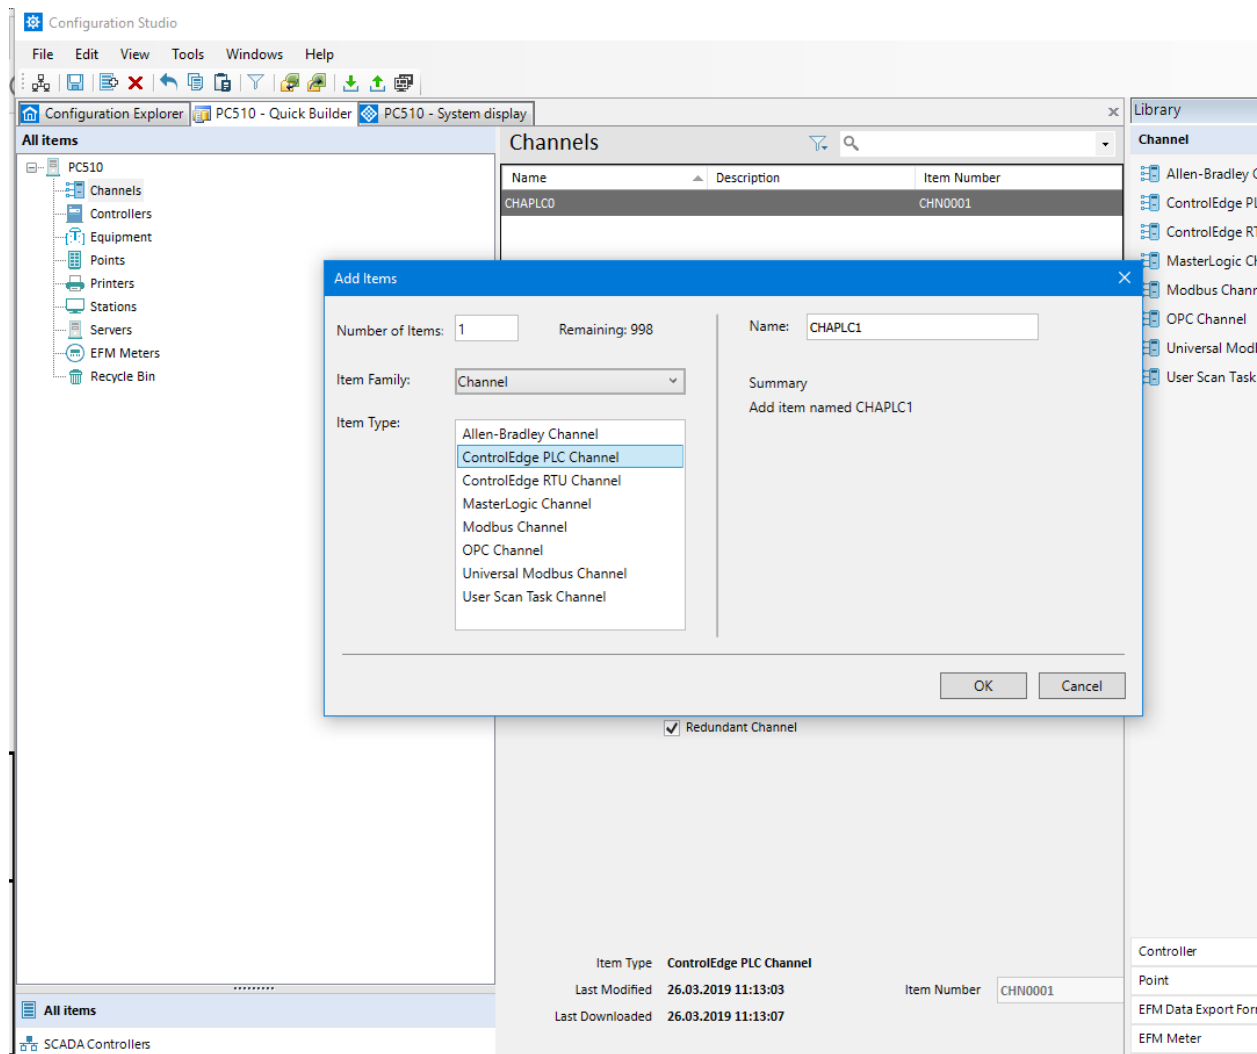 Configuration Studio
File Edit View Tools Windows Help
Configuration Explorer PC510 - Quick Builder PC510 - System display
All items
PC510
Channels
Controllers
Equipment
Points
Printers
Stations
Servers
EFM Meters
Recycle Bin
All items
SCADA Controllers
Channels
Name Description Item Number
CHAPLC0 CHN0001
Add Items
Number of Items: 1 Remaining: 998
Item Family: Channel
Item Type:
Allen-Bradley Channel
ControlEdge PLC Channel
ControlEdge RTU Channel
MasterLogic Channel
Modbus Channel
OPC Channel
Universal Modbus Channel
User Scan Task Channel
Name: CHAPLC1
Summary
Add item named CHAPLC1
OK Cancel
Redundant Channel
Item Type ControlEdge PLC Channel
Last Modified 26.03.2019 11:13:03 Item Number CHN0001
Last Downloaded 26.03.2019 11:13:07
Library
Channel
Allen-Bradley
ControlEdge
ControlEdge
MasterLogic
Modbus
OPC Channel
Universal
User Scan Task
Controller
Point
EFM Data Export
EFM Meter